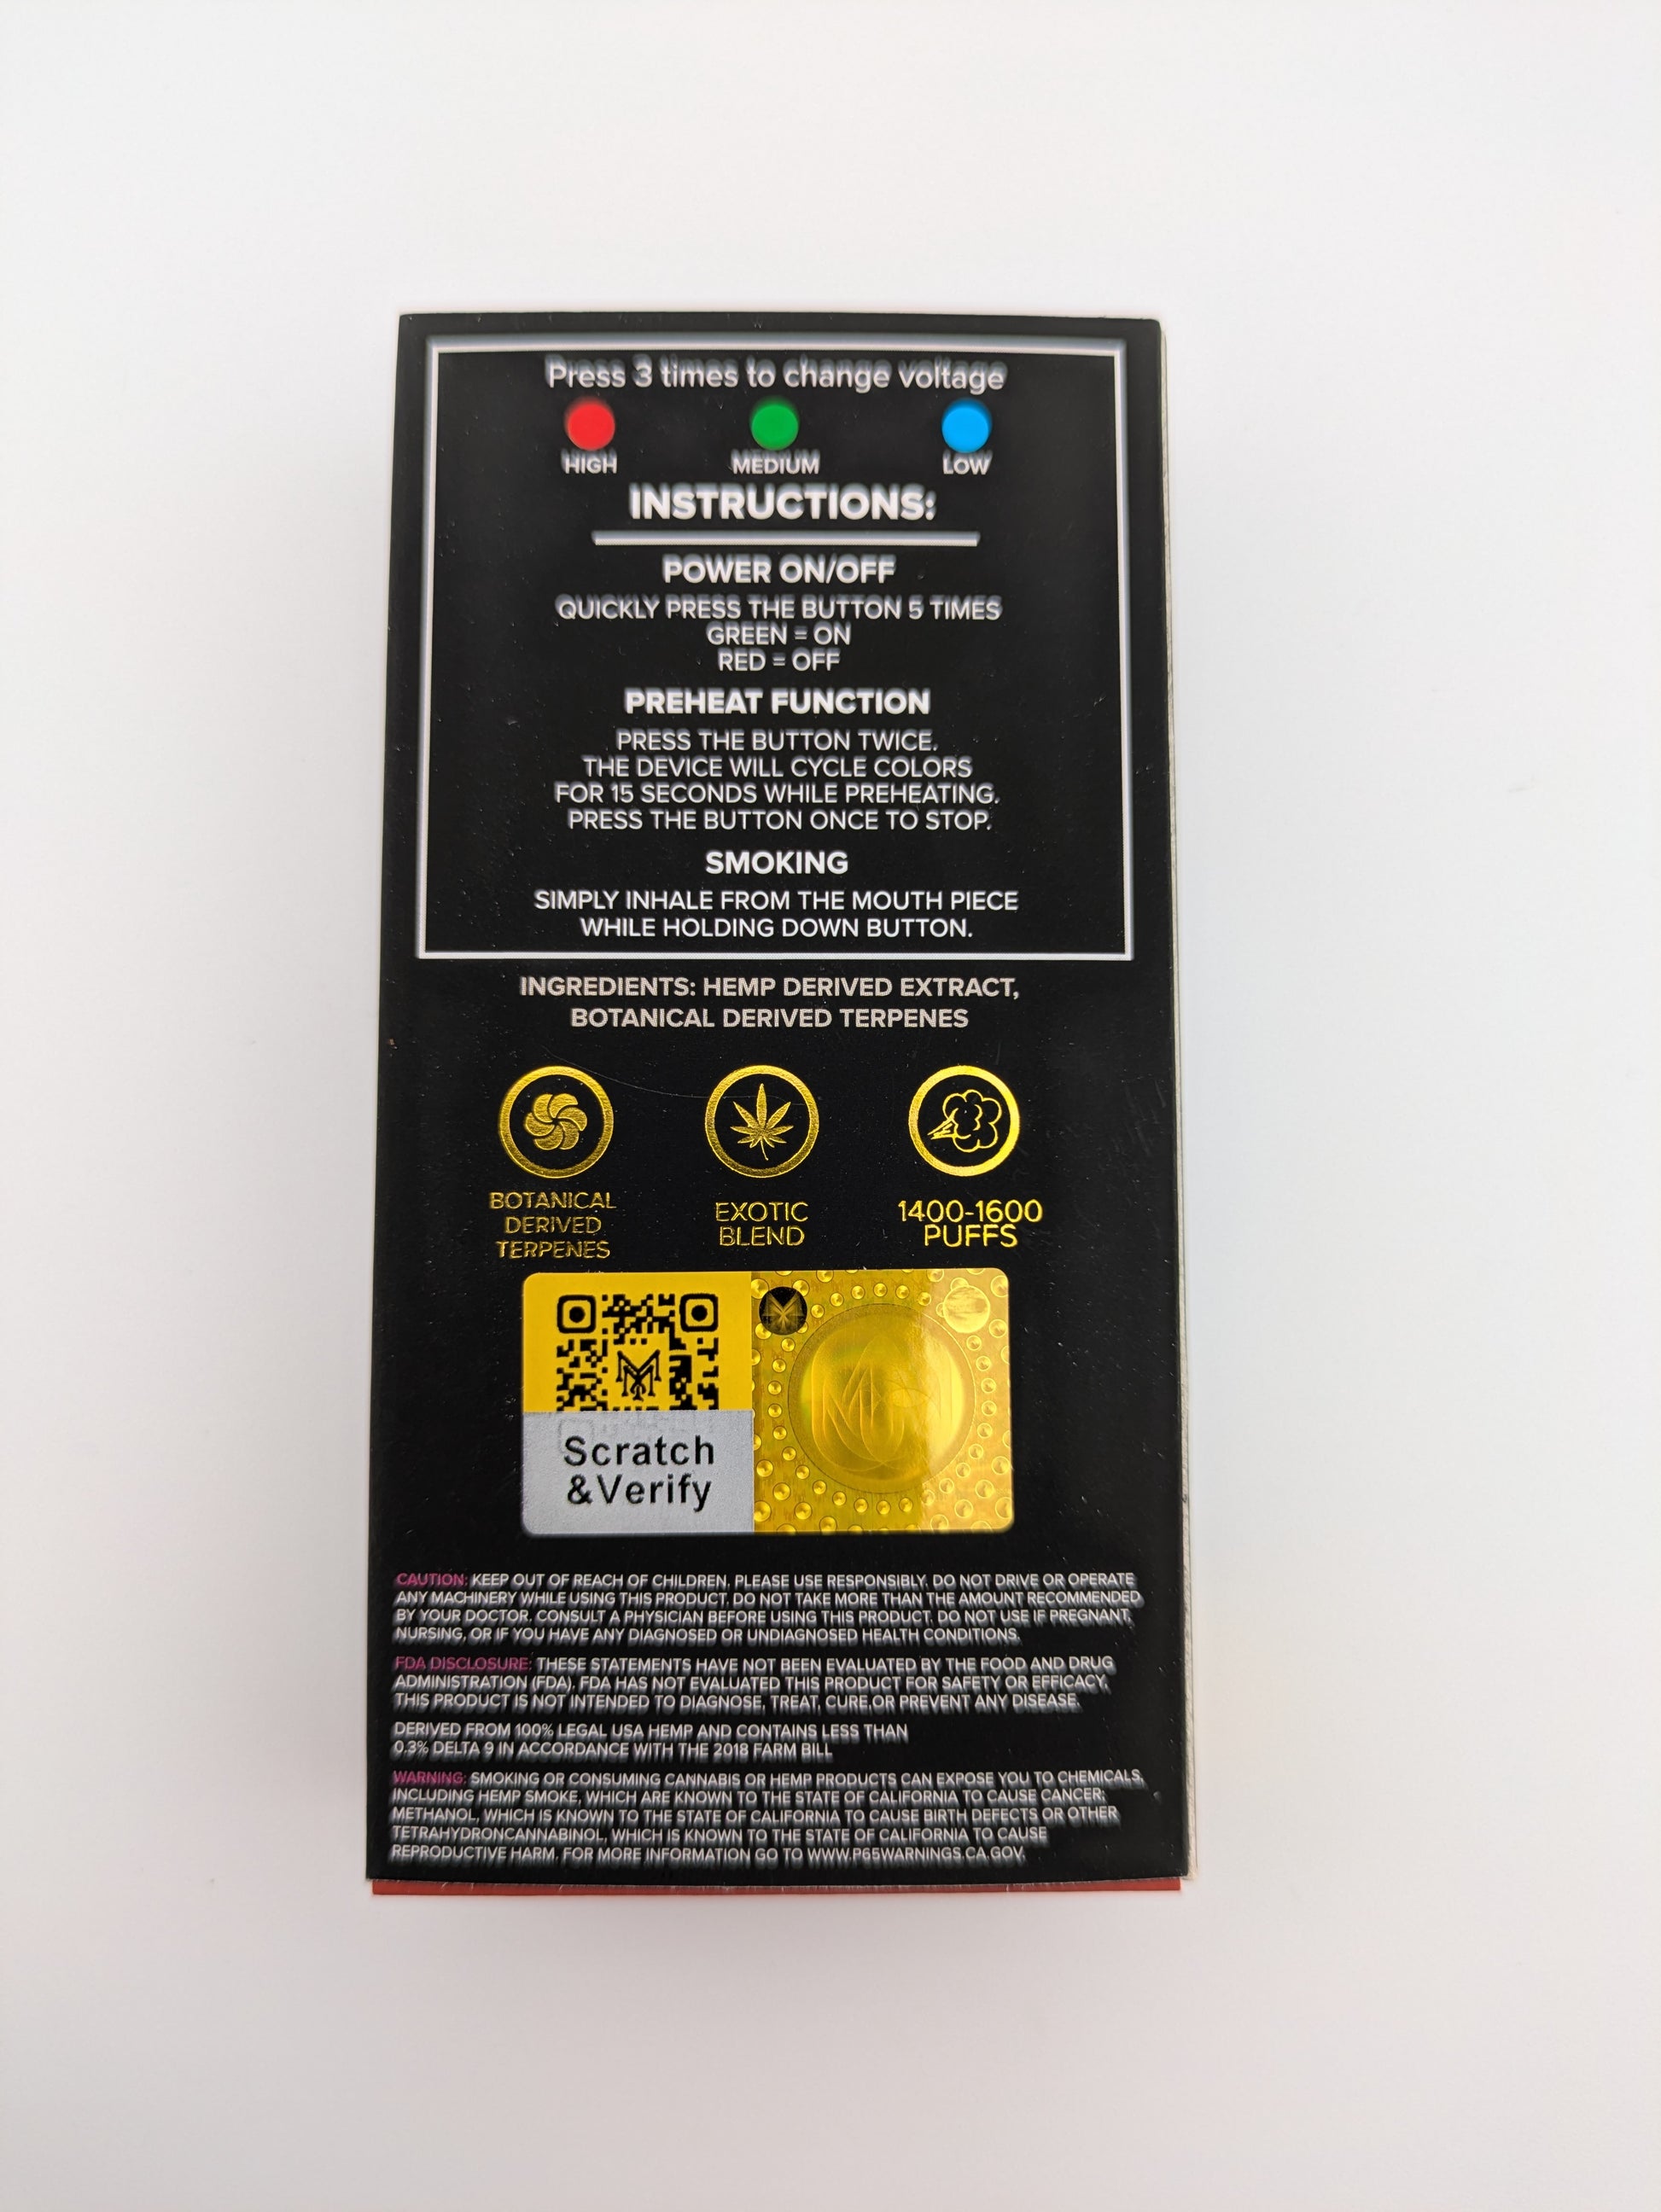 Press 3 times to change voltage
HIGH MEDIUM LOW
INSTRUCTIONS:
POWER ON/OFF
QUICKLY PRESS THE BUTTON 5 TIMES
GREEN = ON
RED = OFF
PREHEAT FUNCTION
PRESS THE BUTTON TWICE.
THE DEVICE WILL CYCLE COLORS
FOR 15 SECONDS WHILE PREHEATING.
PRESS THE BUTTON ONCE TO STOP.
SMOKING
SIMPLY INHALE FROM THE MOUTH PIECE
WHILE HOLDING DOWN BUTTON.
INGREDIENTS: HEMP DERIVED EXTRACT,
BOTANICAL DERIVED TERPENES
BOTANICAL
DERIVED
TERPENES
EXOTIC
BLEND
1400-1600
PUFFS
Scratch
&Verify
CAUTION: KEEP OUT OF REACH OF CHILDREN, PLEASE USE RESPONSIBLY. DO NOT DRIVE OR OPERATE
ANY MACHINERY WHILE USING THIS PRODUCT. DO NOT TAKE MORE THAN THE AMOUNT RECOMMENDED
BY YOUR DOCTOR. CONSULT A PHYSICIAN BEFORE USING THIS PRODUCT. DO NOT USE IF PREGNANT,
NURSING, OR IF YOU HAVE ANY DIAGNOSED OR UNDIAGNOSED HEALTH CONDITIONS.
FDA DISCLOSURE: THESE STATEMENTS HAVE NOT BEEN EVALUATED BY THE FOOD AND DRUG
ADMINISTRATION (FDA). FDA HAS NOT EVALUATED THIS PRODUCT FOR SAFETY OR EFFICACY.
THIS PRODUCT IS NOT INTENDED TO DIAGNOSE, TREAT, CURE,OR PREVENT ANY DISEASE.
DERIVED FROM 100% LEGAL USA HEMP AND CONTAINS LESS THAN
0.3% DELTA 9 IN ACCORDANCE WITH THE 2018 FARM BILL
WARNING: SMOKING OR CONSUMING CANNABIS OR HEMP PRODUCTS CAN EXPOSE YOU TO CHEMICALS,
INCLUDING HEMP SMOKE, WHICH ARE KNOWN TO THE STATE OF CALIFORNIA TO CAUSE CANCER;
METHANOL, WHICH IS KNOWN TO THE STATE OF CALIFORNIA TO CAUSE BIRTH DEFECTS OR OTHER
TETRAHYDRONCANNABINOL, WHICH IS KNOWN TO THE STATE OF CALIFORNIA TO CAUSE
REPRODUCTIVE HARM. FOR MORE INFORMATION GO TO WWW.P65WARNINGS.CA.GOV.